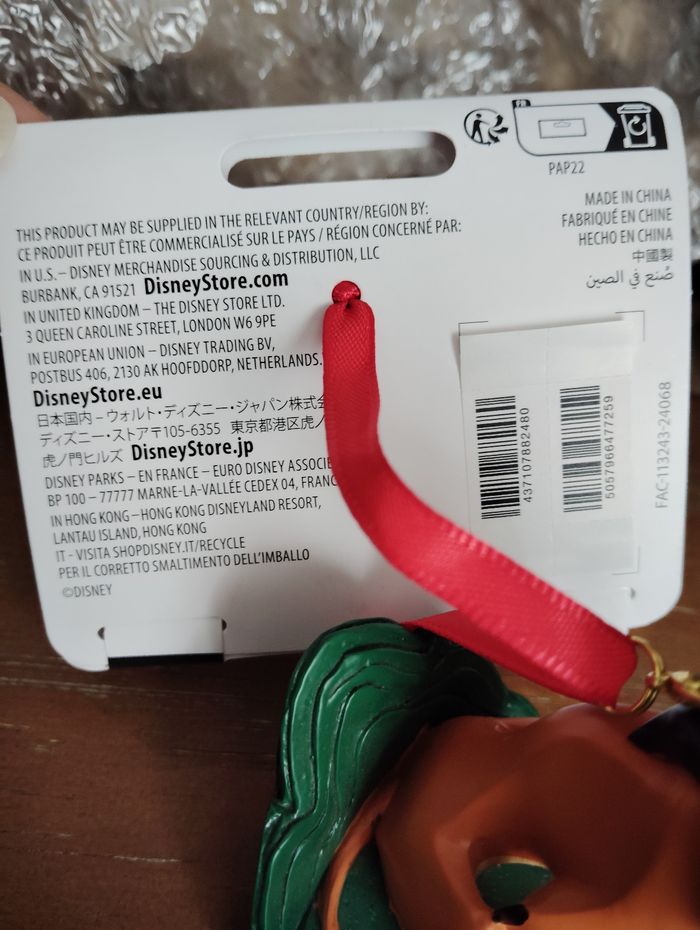 FR
PAP22
THIS PRODUCT MAY BE SUPPLIED IN THE RELEVANT COUNTRY/REGION BY:
CE PRODUIT PEUT ÊTRE COMMERCIALISÉ SUR LE PAYS / RÉGION CONCERNÉ PAR:
IN U.S. – DISNEY MERCHANDISE SOURCING & DISTRIBUTION, LLC
BURBANK, CA 91521 DisneyStore.com
IN UNITED KINGDOM – THE DISNEY STORE LTD.
3 QUEEN CAROLINE STREET, LONDON W6 9PE
IN EUROPEAN UNION – DISNEY TRADING BV,
POSTBUS 406, 2130 AK HOOFDDORP, NETHERLANDS.
DisneyStore.eu
日本国内 – ウォルト・ディズニー・ジャパン株式
ディズニー・ストア〒105-6355 東京都港区虎ノ
虎ノ門ヒルズ DisneyStore.jp
DISNEY PARKS – EN FRANCE – EURO DISNEY ASSOCIE
BP 100 – 77777 MARNE-LA-VALLÉE CEDEX 04, FRANC
IN HONG KONG – HONG KONG DISNEYLAND RESORT,
LANTAU ISLAND, HONG KONG
IT - VISITA SHOPDISNEY.IT/RECYCLE
PER IL CORRETTO SMALTIMENTO DELL'IMBALLO
©DISNEY
MADE IN CHINA
FABRIQUÉ EN CHINE
HECHO EN CHINA
中國製
صُنع في الصين
437107882480
5057966477259
FAC-113243-24068